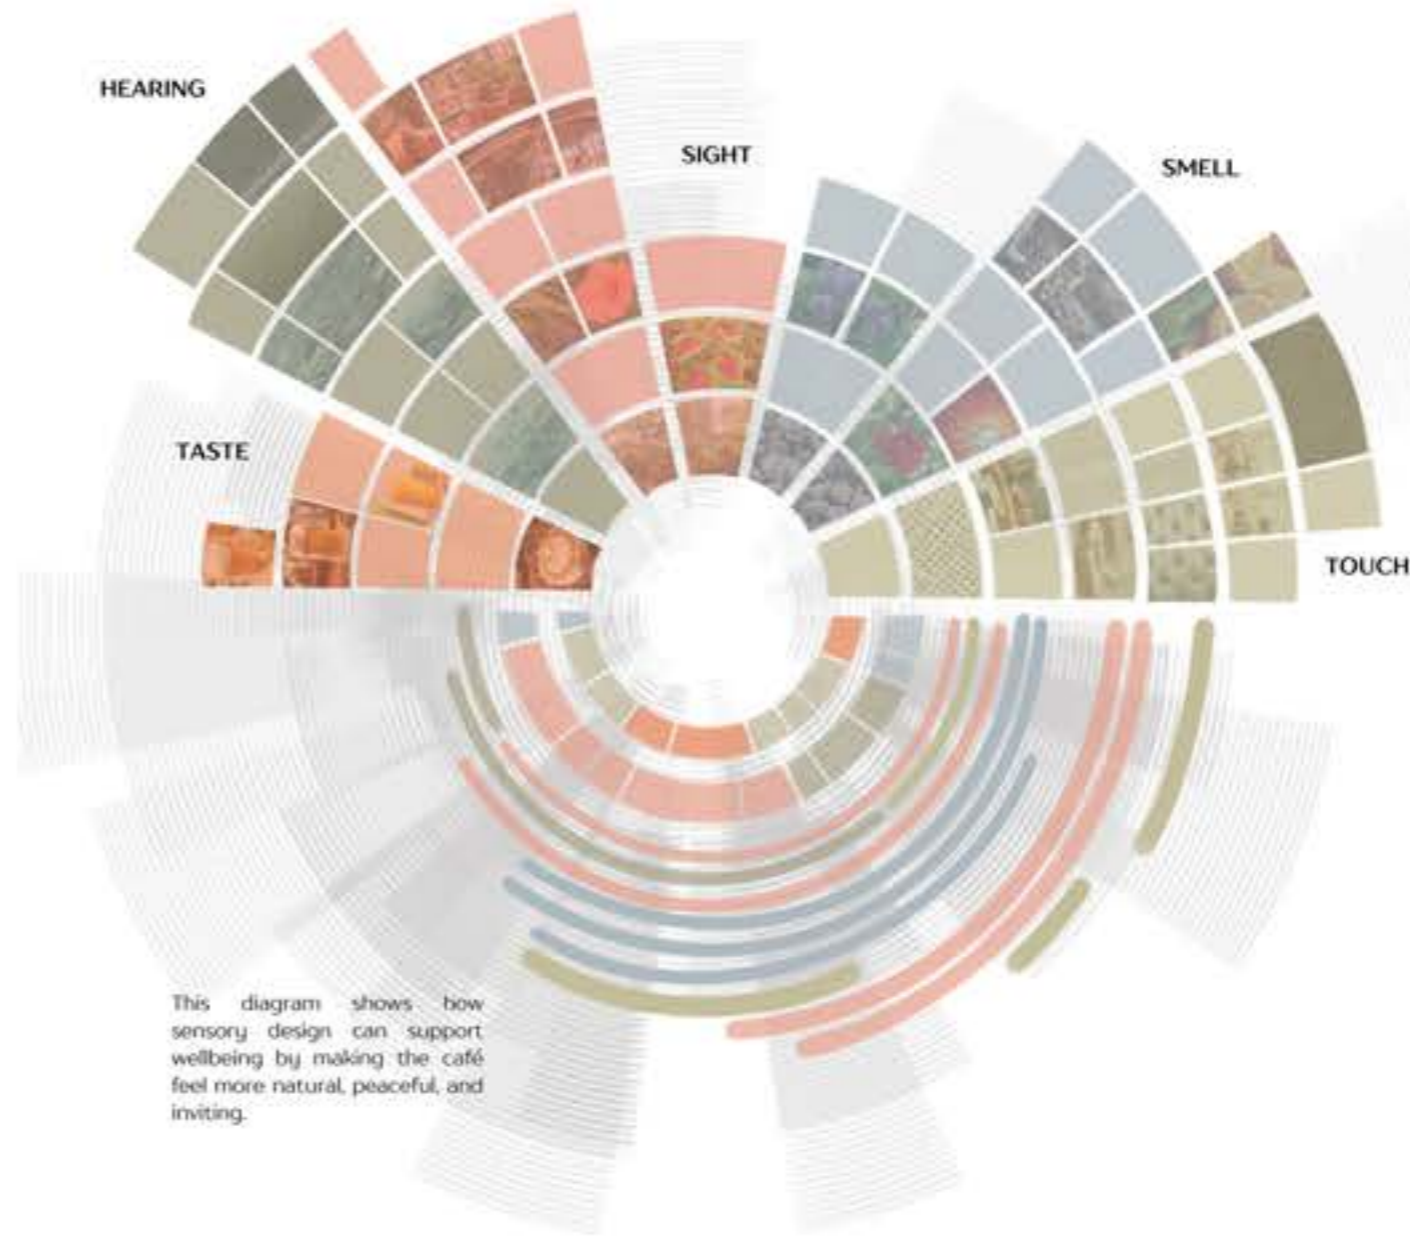 HEARING
SIGHT
SMELL
TASTE
TOUCH
This diagram shows how
sensory design can support
wellbeing by making the café
feel more natural, peaceful, and
inviting.